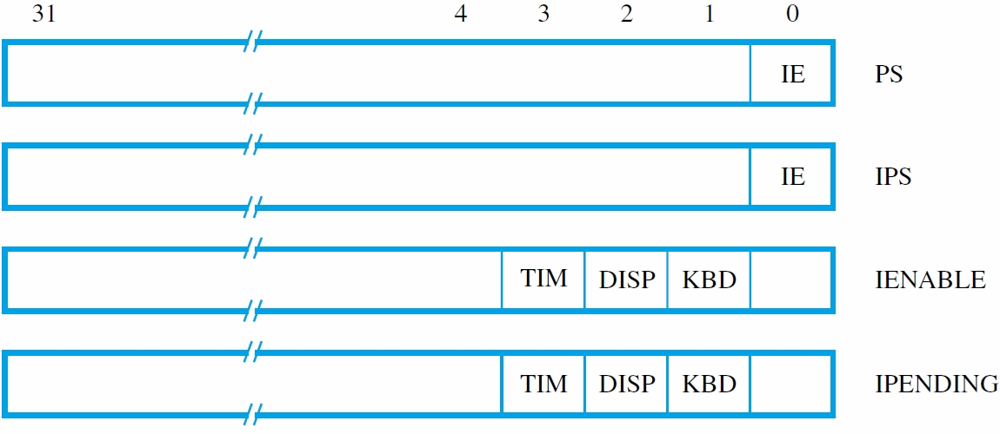 31 4 3 2 1 0
IE PS
IE IPS
TIM DISP KBD IENABLE
TIM DISP KBD IPENDING